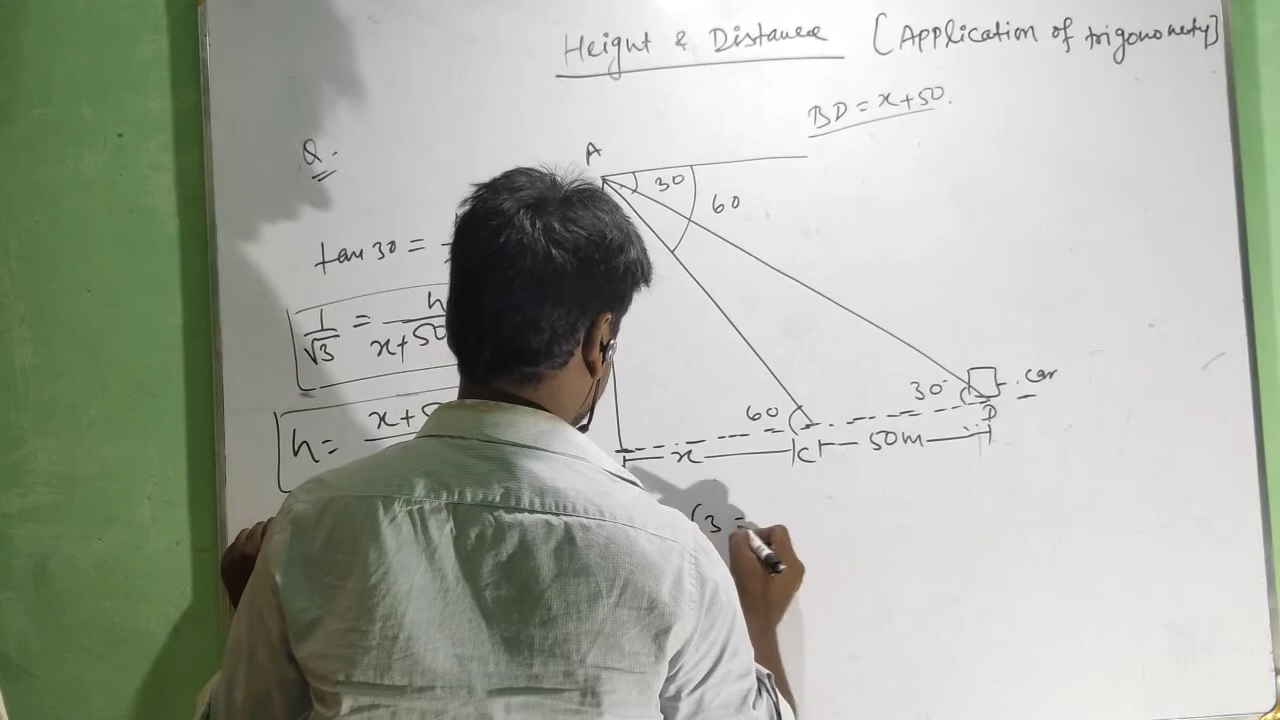 Height & Distance [Application of trigonometry]
BD = x+50.
Q.
A
30
60
tan 30 =
1/√3 = h/x+50
h = x+5
60
30°
car
D
x
C
50m
√3 =